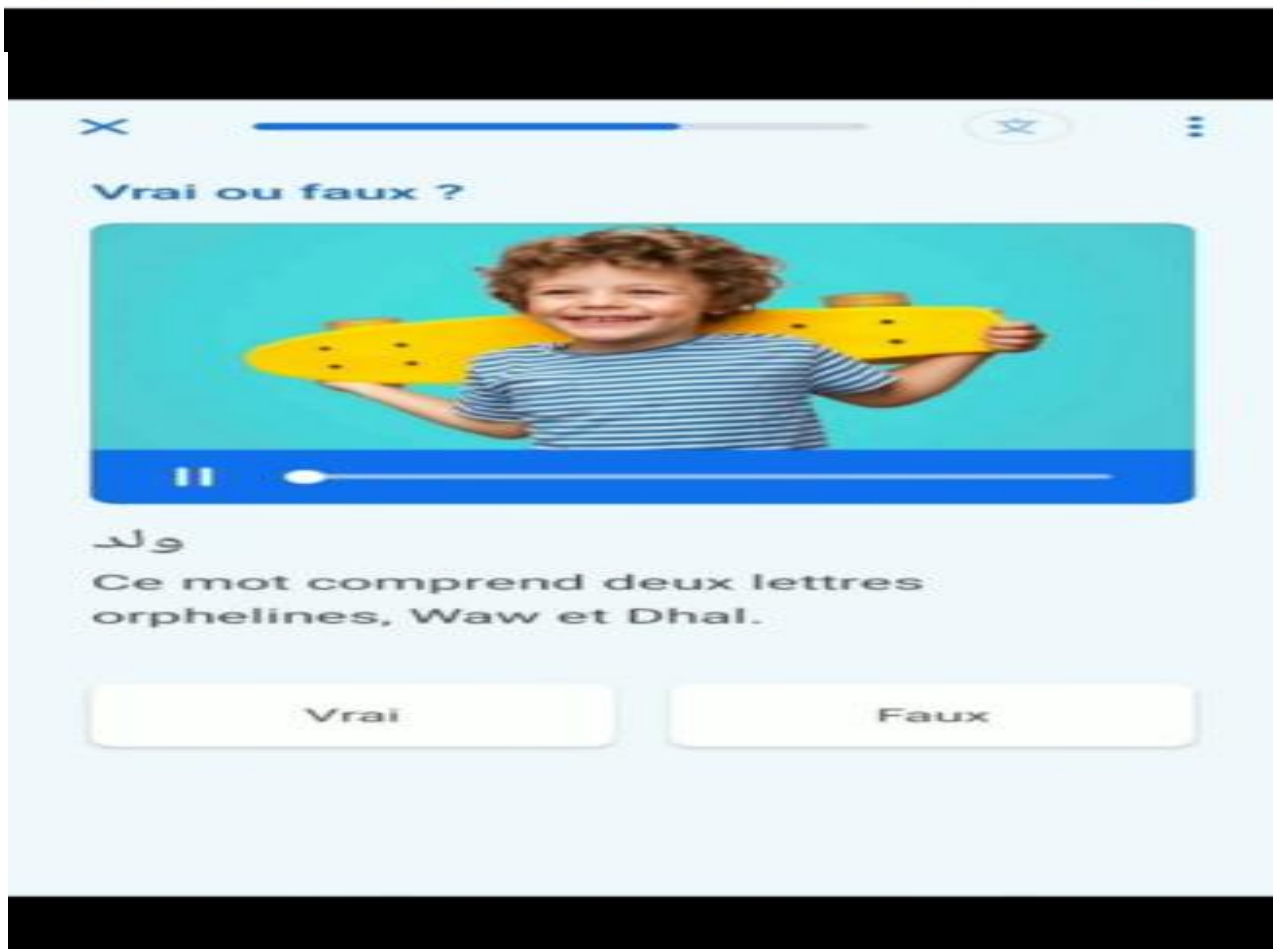 Vrai ou faux ?
ولد
Ce mot comprend deux lettres
orphelines, Waw et Dhal.
Vrai
Faux